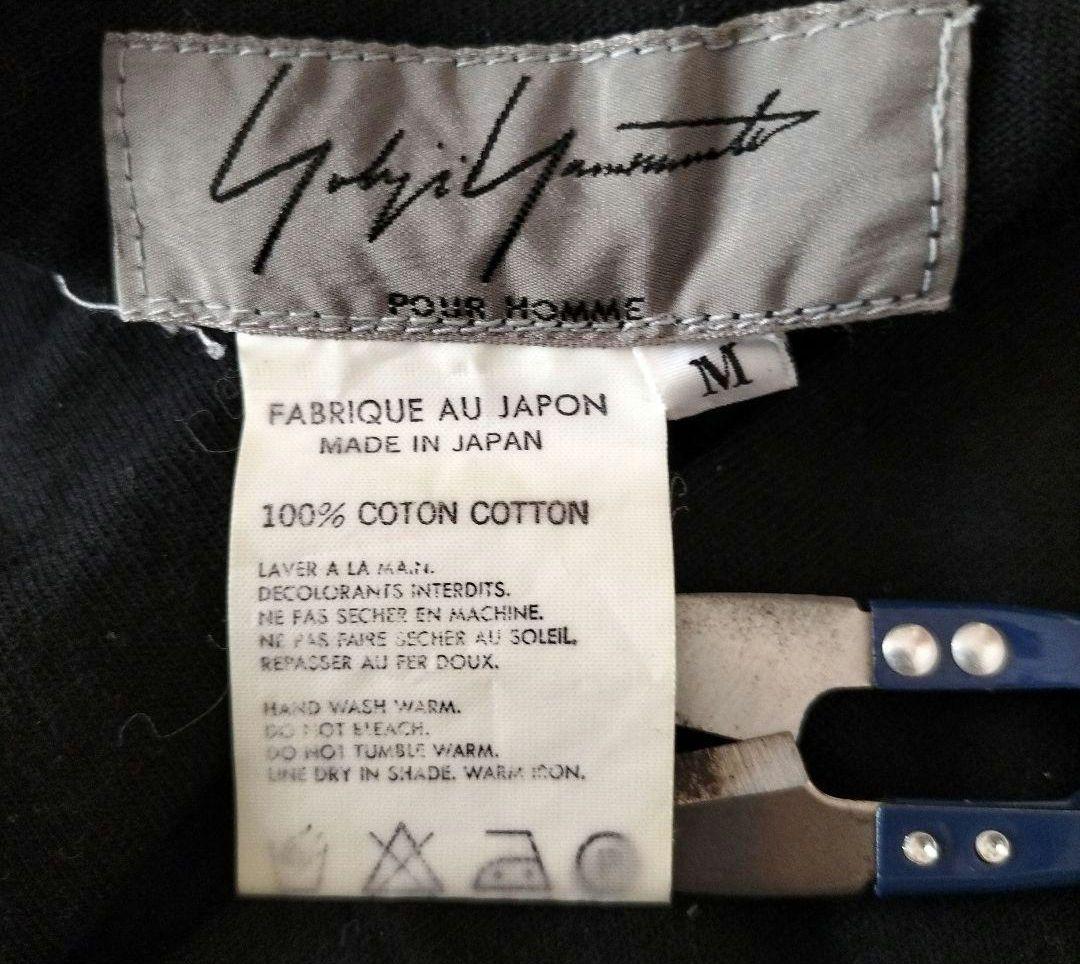 Yohji Yamamoto
POUR HOMME
M
FABRIQUE AU JAPON
MADE IN JAPAN
100% COTON COTTON
LAVER A LA MAIN.
DECOLORANTS INTERDITS.
NE PAS SECHER EN MACHINE.
NE PAS FAIRE SECHER AU SOLEIL.
REPASSER AU FER DOUX.
HAND WASH WARM.
DO NOT BLEACH.
DO NOT TUMBLE WARM.
LINE DRY IN SHADE. WARM IRON.